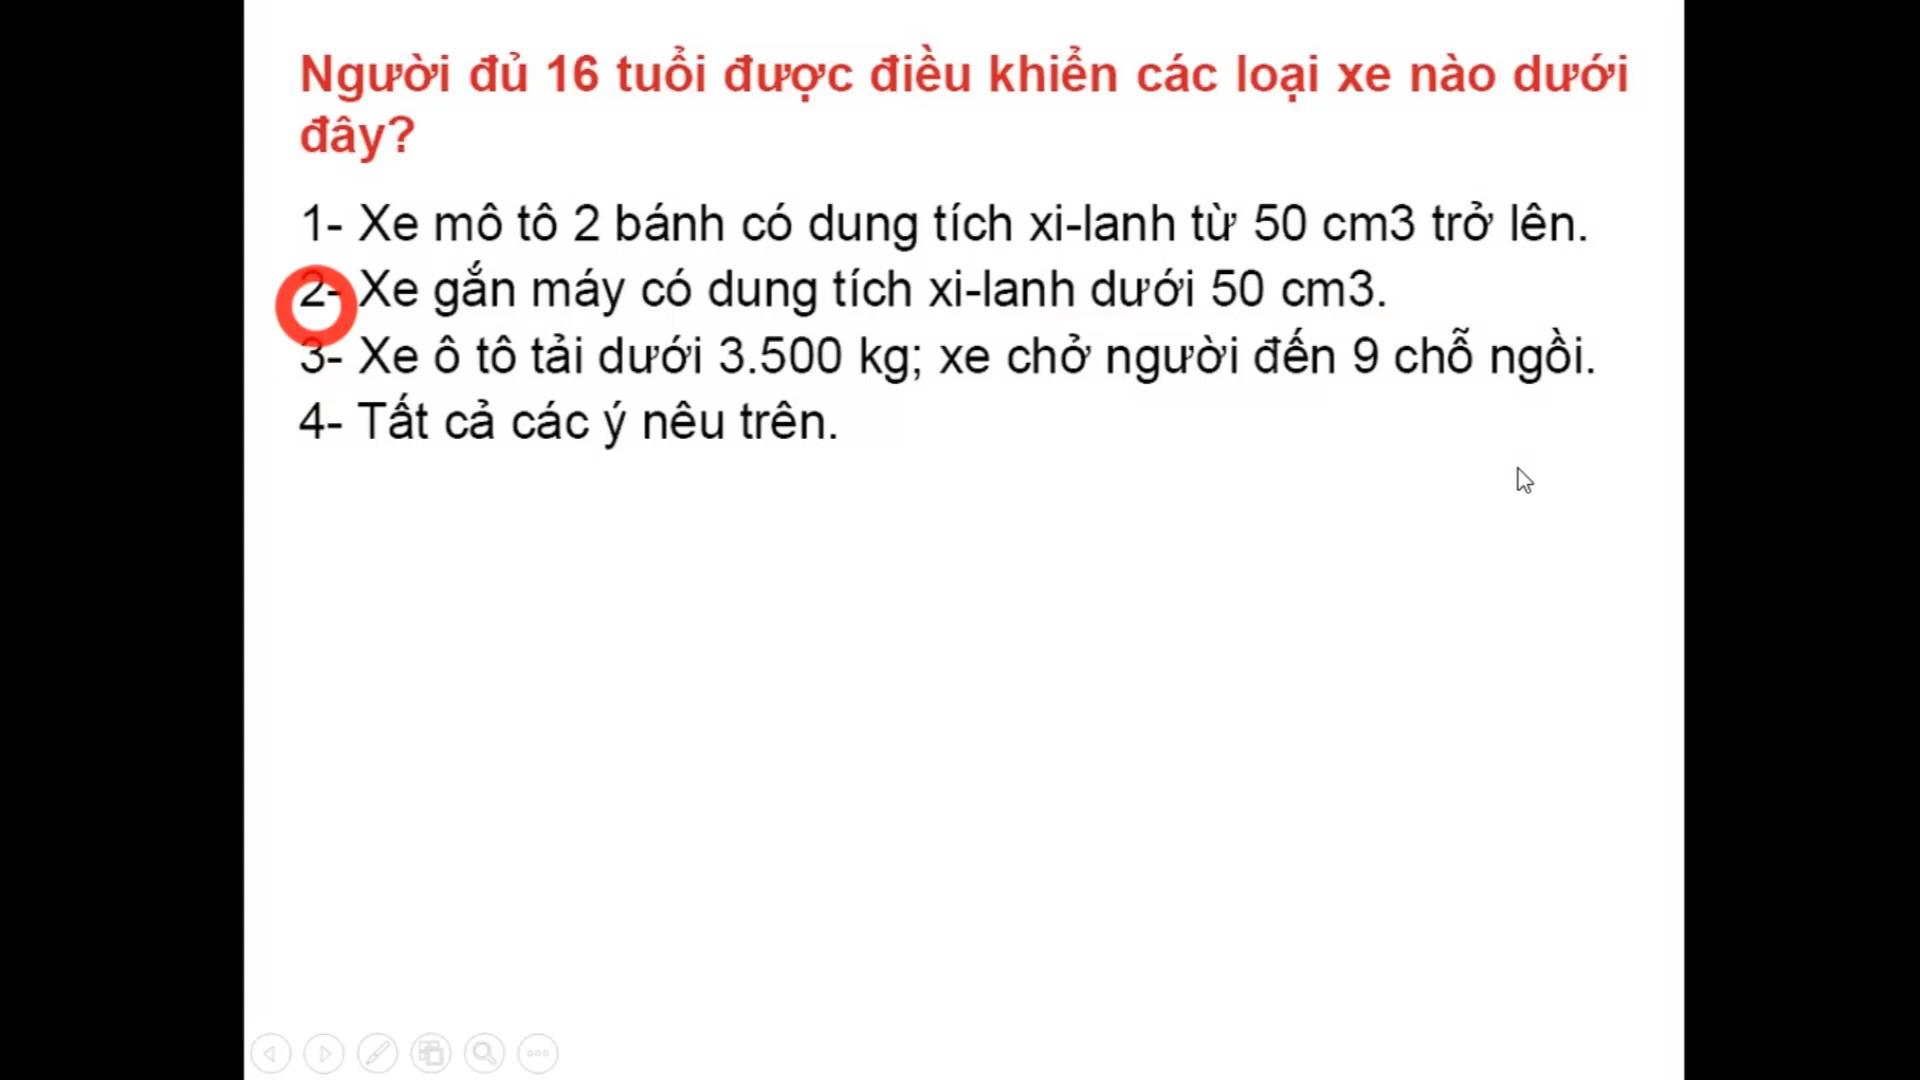 Người đủ 16 tuổi được điều khiển các loại xe nào dưới
đây?
1- Xe mô tô 2 bánh có dung tích xi-lanh từ 50 cm3 trở lên.
2- Xe gắn máy có dung tích xi-lanh dưới 50 cm3.
3- Xe ô tô tải dưới 3.500 kg; xe chở người đến 9 chỗ ngồi.
4- Tất cả các ý nêu trên.